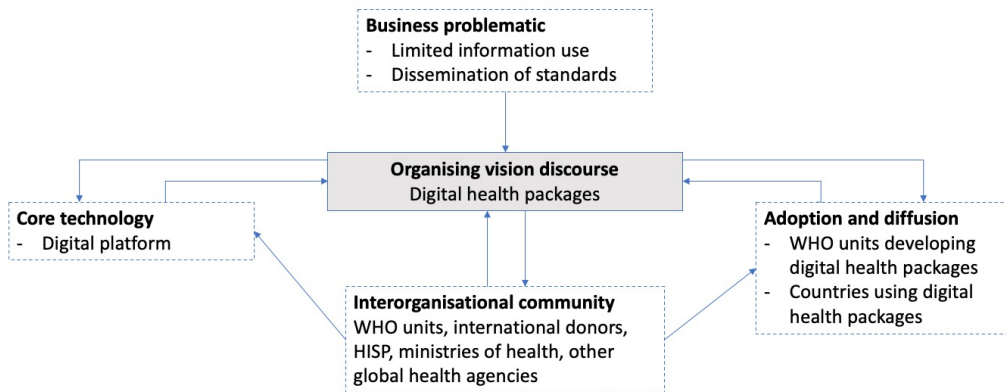 Business problematic
- Limited information use
- Dissemination of standards
Organising vision discourse
Digital health packages
Core technology
- Digital platform
Adoption and diffusion
- WHO units developing
digital health packages
- Countries using digital
health packages
Interorganisational community
WHO units, international donors,
HISP, ministries of health, other
global health agencies